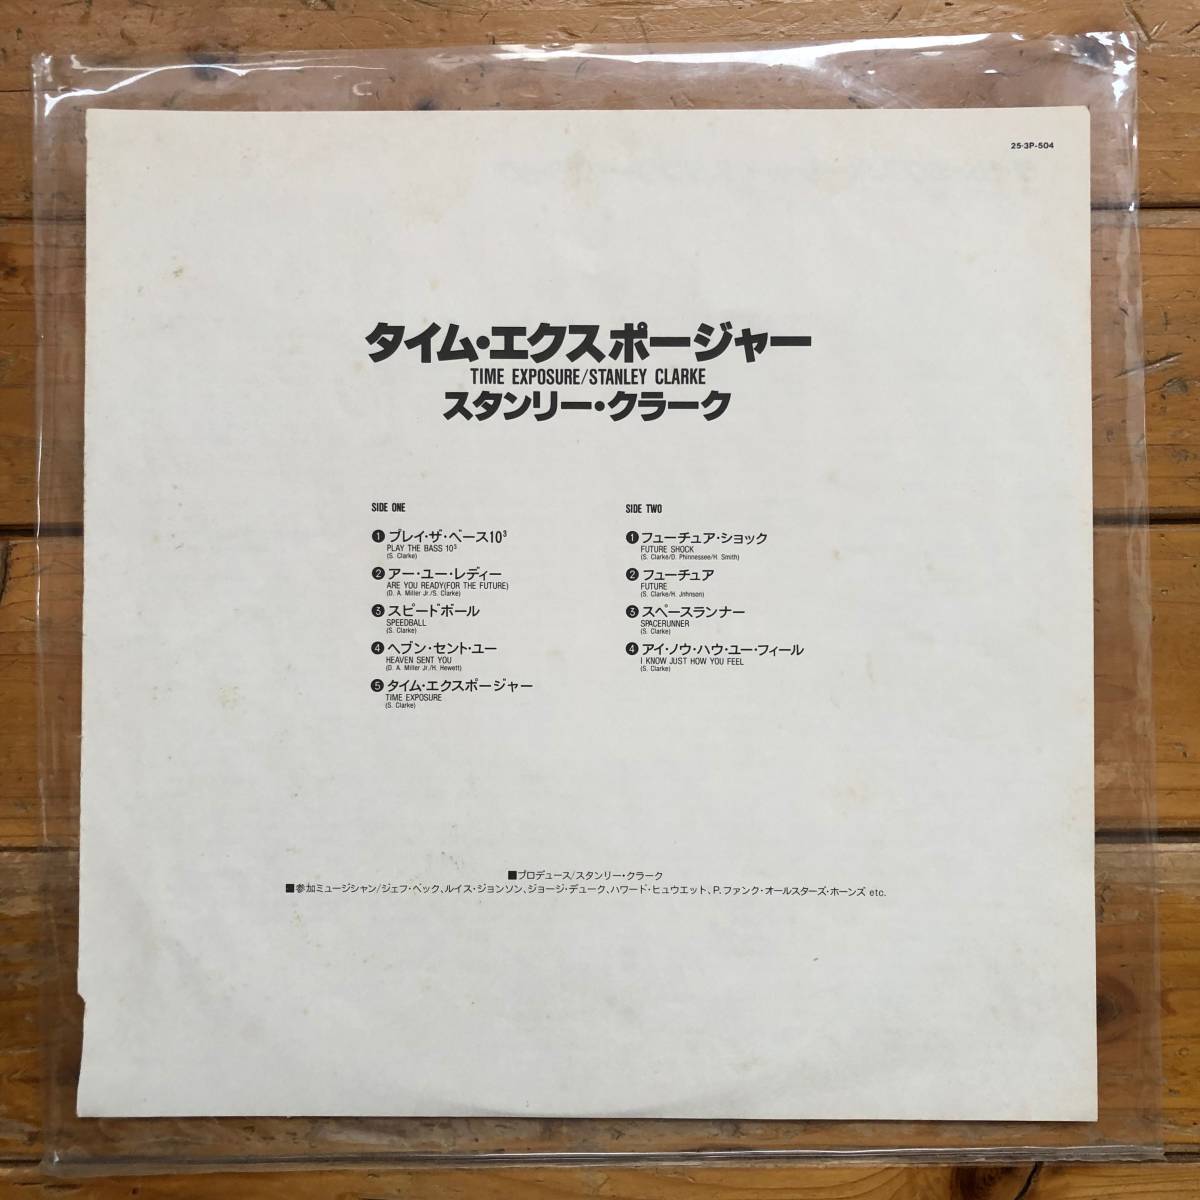 25·3P-504
タイム・エクスポージャー
TIME EXPOSURE/STANLEY CLARKE
スタンリー・クラーク
SIDE ONE
❶ プレイ・ザ・ベース10³
PLAY THE BASS 10³
(S. Clarke)
❷ アー・ユー・レディー
ARE YOU READY(FOR THE FUTURE)
(D. A. Miller Jr./S. Clarke)
❸ スピードボール
SPEEDBALL
(S. Clarke)
❹ ヘブン・セント・ユー
HEAVEN SENT YOU
(D. A. Miller Jr./H. Hewett)
❺ タイム・エクスポージャー
TIME EXPOSURE
(S. Clarke)
SIDE TWO
❶ フューチュア・ショック
FUTURE SHOCK
(S. Clarke/D. Phinnessee/H. Smith)
❷ フューチュア
FUTURE
(S. Clarke/H. Jnhnsen)
❸ スペースランナー
SPACERUNNER
(S. Clarke)
❹ アイ・ノウ・ハウ・ユー・フィール
I KNOW JUST HOW YOU FEEL
(S. Clarke)
■プロデュース/スタンリー・クラーク
■参加ミュージシャン/ジェフ・ベック、ルイス・ジョンソン、ジョージ・デューク、ハワード・ヒュウエット、P.ファンク・オールスターズ・ホーンズ etc.